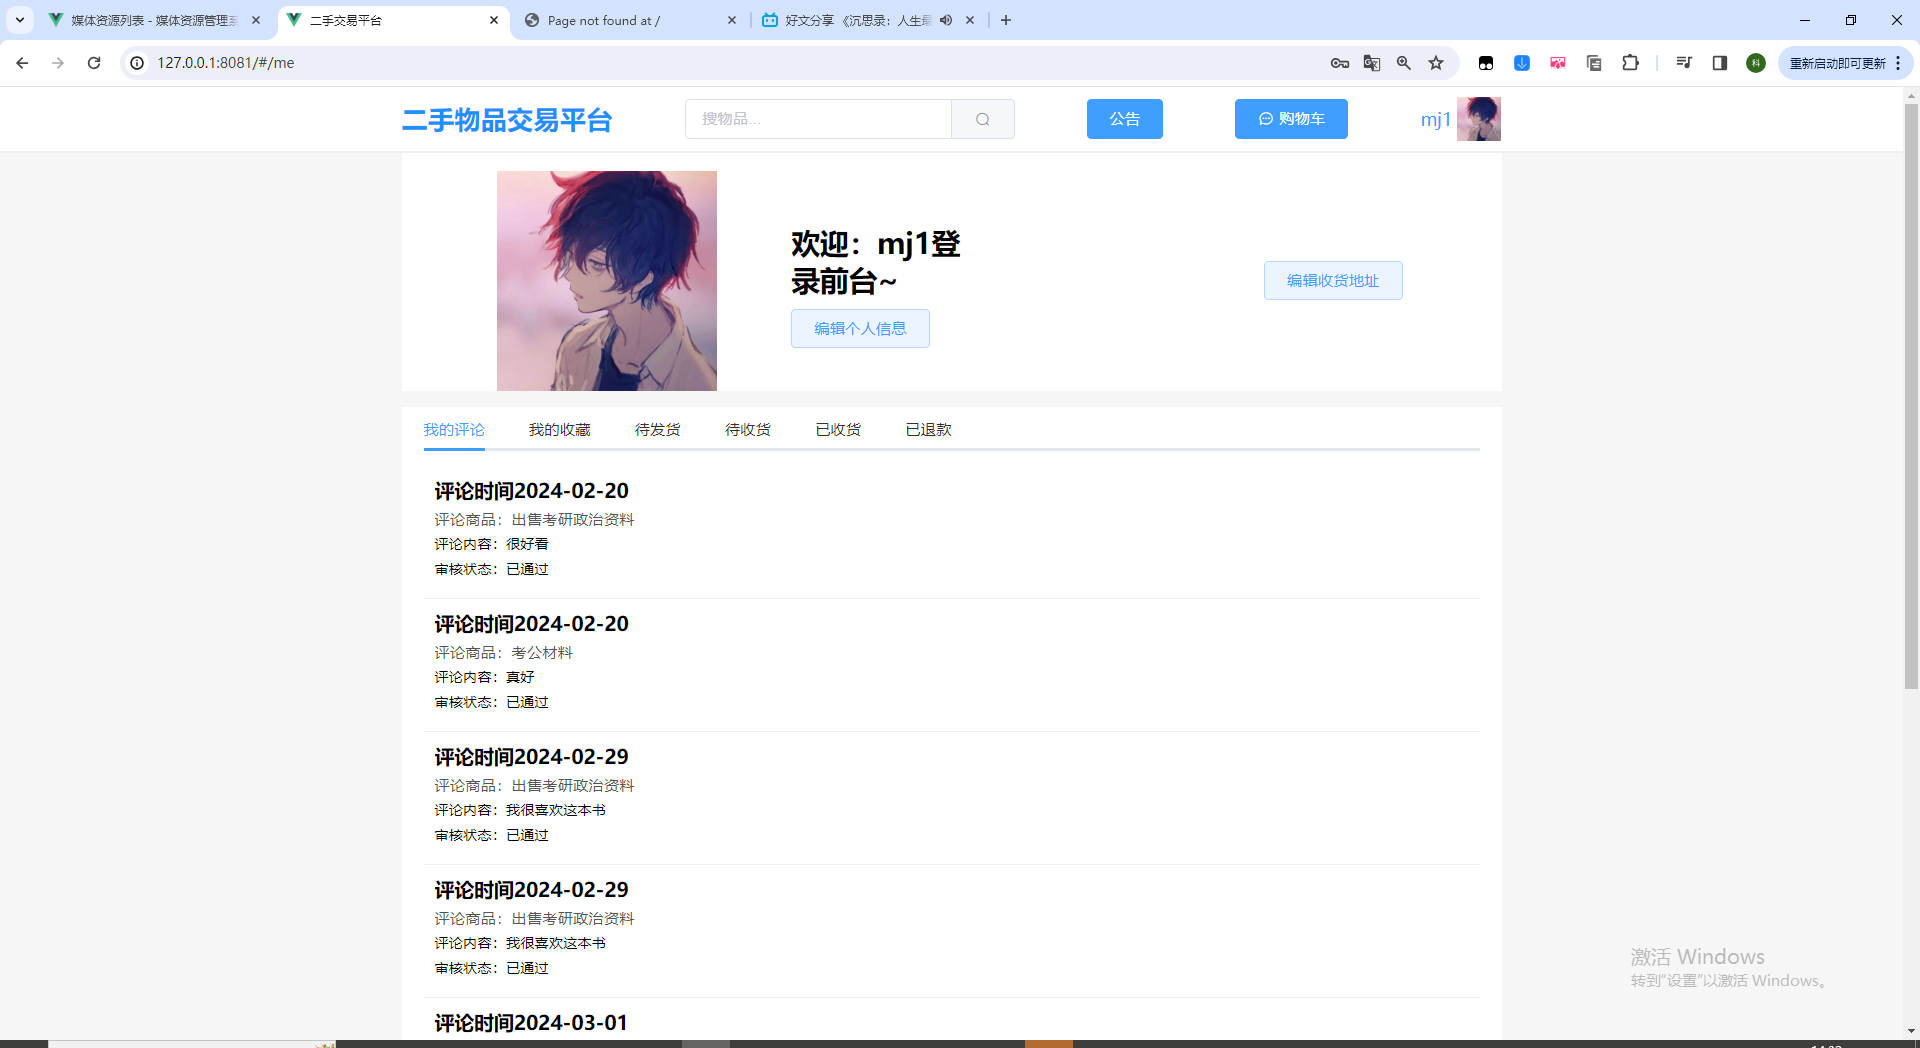 媒体资源列表 - 媒体资源管理系
二手交易平台
Page not found at /
好文分享 《沉思录：人生最
127.0.0.1:8081/#/me
科
重新启动即可更新
二手物品交易平台
搜物品...
公告
购物车
mj1
欢迎：mj1登
录前台~
编辑个人信息
编辑收货地址
我的评论
我的收藏
待发货
待收货
已收货
已退款
评论时间2024-02-20
评论商品：出售考研政治资料
评论内容：很好看
审核状态：已通过
评论时间2024-02-20
评论商品：考公材料
评论内容：真好
审核状态：已通过
评论时间2024-02-29
评论商品：出售考研政治资料
评论内容：我很喜欢这本书
审核状态：已通过
评论时间2024-02-29
评论商品：出售考研政治资料
评论内容：我很喜欢这本书
审核状态：已通过
评论时间2024-03-01
激活 Windows
转到"设置"以激活 Windows。